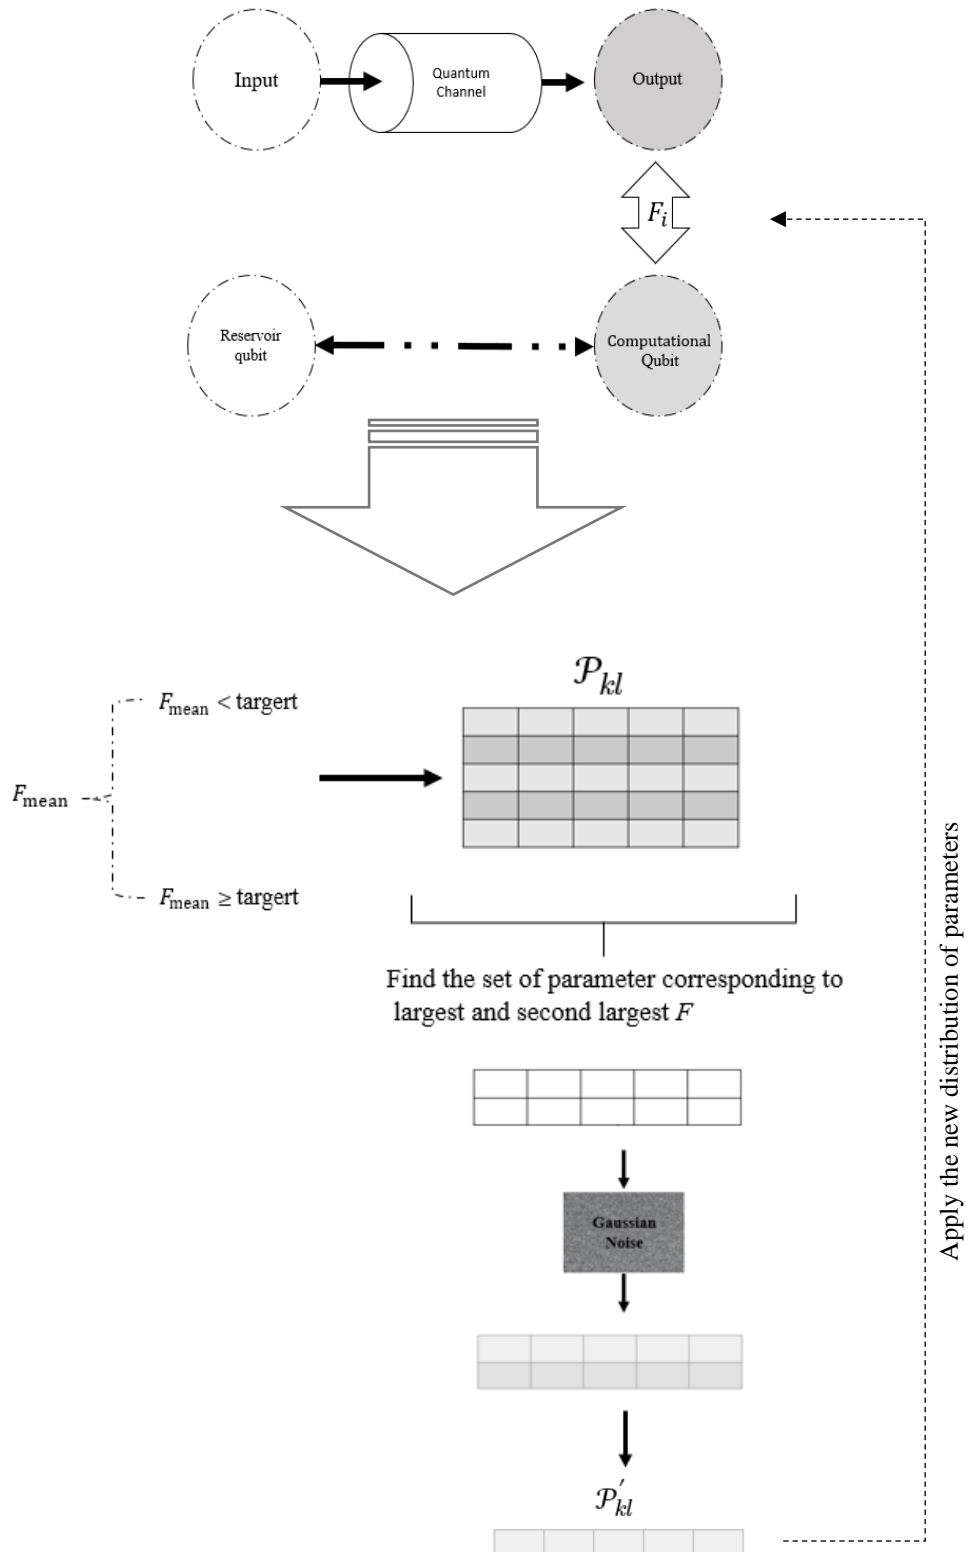 Input
Quantum
Channel
Output
F_i
Reservoir
qubit
Computational
Qubit
𝒫_kl
F_mean < targert
F_mean
F_mean ≥ targert
Find the set of parameter corresponding to
largest and second largest F
Gaussian
Noise
𝒫′_kl
Apply the new distribution of parameters